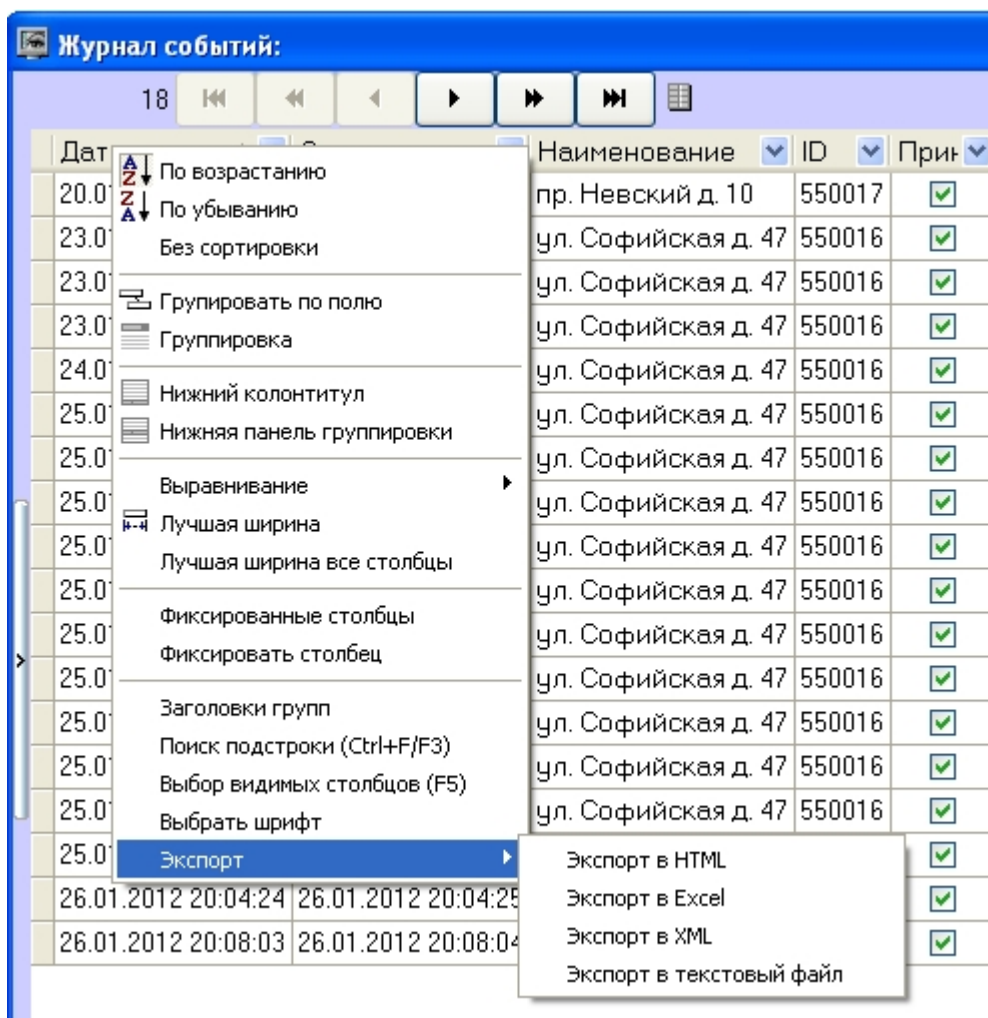 Журнал событий:
18
Дат Наименование ID Прин
По возрастанию
По убыванию
Без сортировки
Групировать по полю
Группировка
Нижний колонтитул
Нижняя панель группировки
Выравнивание
Лучшая ширина
Лучшая ширина все столбцы
Фиксированные столбцы
Фиксировать столбец
Заголовки групп
Поиск подстроки (Ctrl+F/F3)
Выбор видимых столбцов (F5)
Выбрать шрифт
Экспорт
Экспорт в HTML
Экспорт в Excel
Экспорт в XML
Экспорт в текстовый файл
20.0 пр. Невский д. 10 550017
23.0 ул. Софийская д. 47 550016
23.0 ул. Софийская д. 47 550016
23.0 ул. Софийская д. 47 550016
24.0 ул. Софийская д. 47 550016
25.0 ул. Софийская д. 47 550016
25.0 ул. Софийская д. 47 550016
25.0 ул. Софийская д. 47 550016
25.0 ул. Софийская д. 47 550016
25.0 ул. Софийская д. 47 550016
25.0 ул. Софийская д. 47 550016
25.0 ул. Софийская д. 47 550016
25.0 ул. Софийская д. 47 550016
25.0 ул. Софийская д. 47 550016
25.0 ул. Софийская д. 47 550016
25.0
26.01.2012 20:04:24 26.01.2012 20:04:25
26.01.2012 20:08:03 26.01.2012 20:08:04